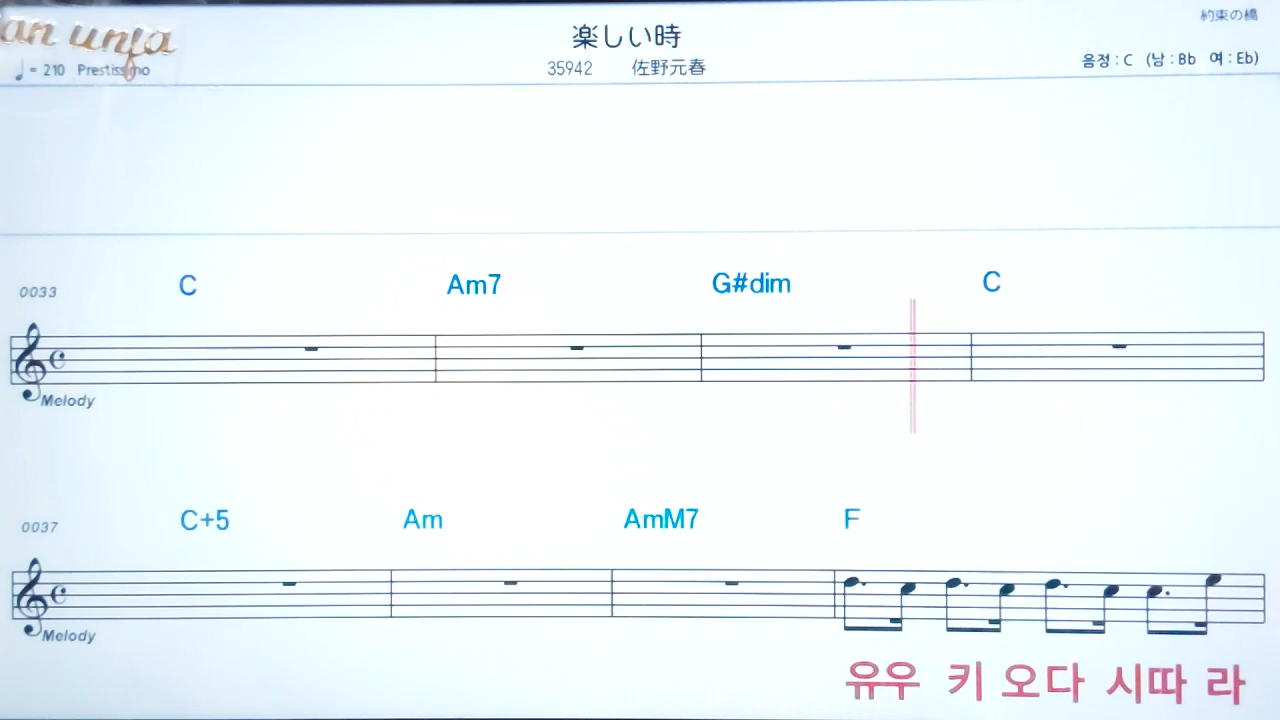 約束の橋
an unfa
楽しい時
♩= 210 Prestissimo
35942 佐野元春
음정 : C (남 : Bb 여 : Eb)
C Am7 G#dim C
0033
Melody
C+5 Am AmM7 F
0037
Melody
유우 키 오다 시따 라